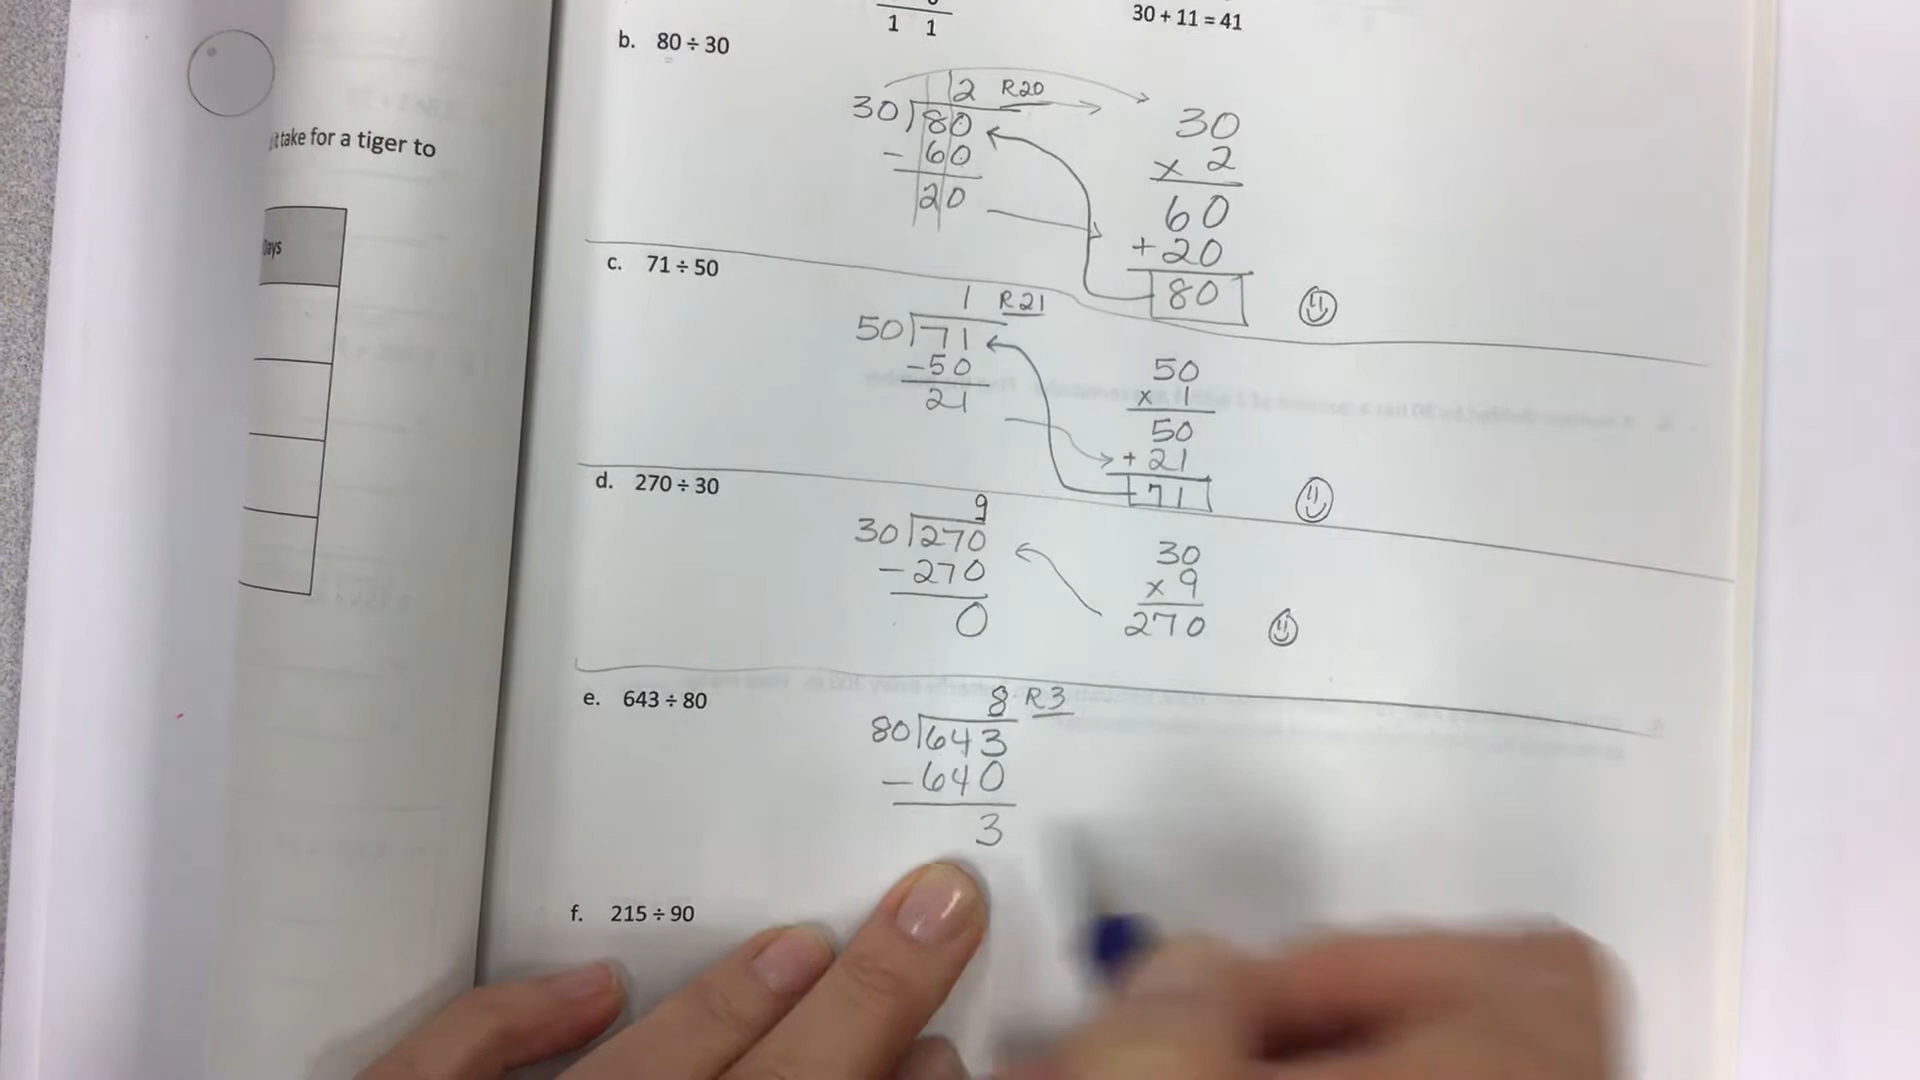 take for a tiger to
Days
1 1
30 + 11 = 41
b. 80 ÷ 30
2 R20
30 80
- 60
20
30
x 2
60
+ 20
80
c. 71 ÷ 50
1 R21
50 71
- 50
21
50
x 1
50
+ 21
71
d. 270 ÷ 30
9
30 270
- 270
0
30
x 9
270
e. 643 ÷ 80
8 R3
80 643
- 640
3
f. 215 ÷ 90